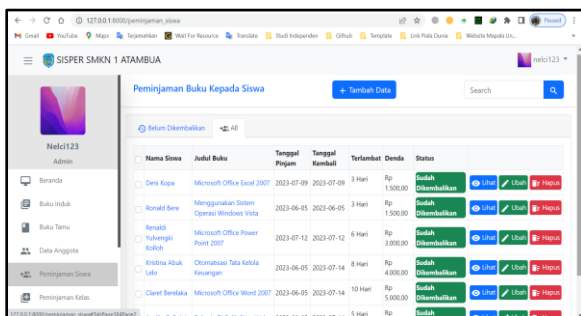 127.0.0.1:8000/peminjaman_siswa
Paused
Gmail YouTube Maps Terjemahkan Wait For Resource Translate Studi Independen Github Template Link Piala Dunia Website Mapala Un...
SISPER SMKN 1 ATAMBUA
nelci123
Nelci123
Admin
Beranda
Buku Induk
Buku Tamu
Data Anggota
Peminjaman Siswa
Peminjaman Kelas
Peminjaman Buku Kepada Siswa
+ Tambah Data
Search
Belum Dikembalikan
All
Nama Siswa Judul Buku Tanggal Pinjam Tanggal Kembali Terlambat Denda Status
Deni Kopa Microsoft Office Excel 2007 2023-07-09 2023-07-09 3 Hari Rp 1.500,00 Sudah Dikembalikan Lihat Ubah Hapus
Ronald Bere Menggunakan Sistem Operasi Windows Vista 2023-06-05 2023-06-05 3 Hari Rp 1.500,00 Sudah Dikembalikan Lihat Ubah Hapus
Renaldi Yulvengki Kolloh Microsoft Office Power Point 2007 2023-07-12 2023-07-12 6 Hari Rp 3.000,00 Sudah Dikembalikan Lihat Ubah Hapus
Kristina Abuk Lelo Otomatisasi Tata Kelola Keuangan 2023-06-05 2023-07-14 8 Hari Rp 4.000,00 Sudah Dikembalikan Lihat Ubah Hapus
Claret Berelaka Microsoft Office Word 2007 2023-06-05 2023-07-14 10 Hari Rp 5.000,00 Sudah Dikembalikan Lihat Ubah Hapus
5 Hari Rp Sudah